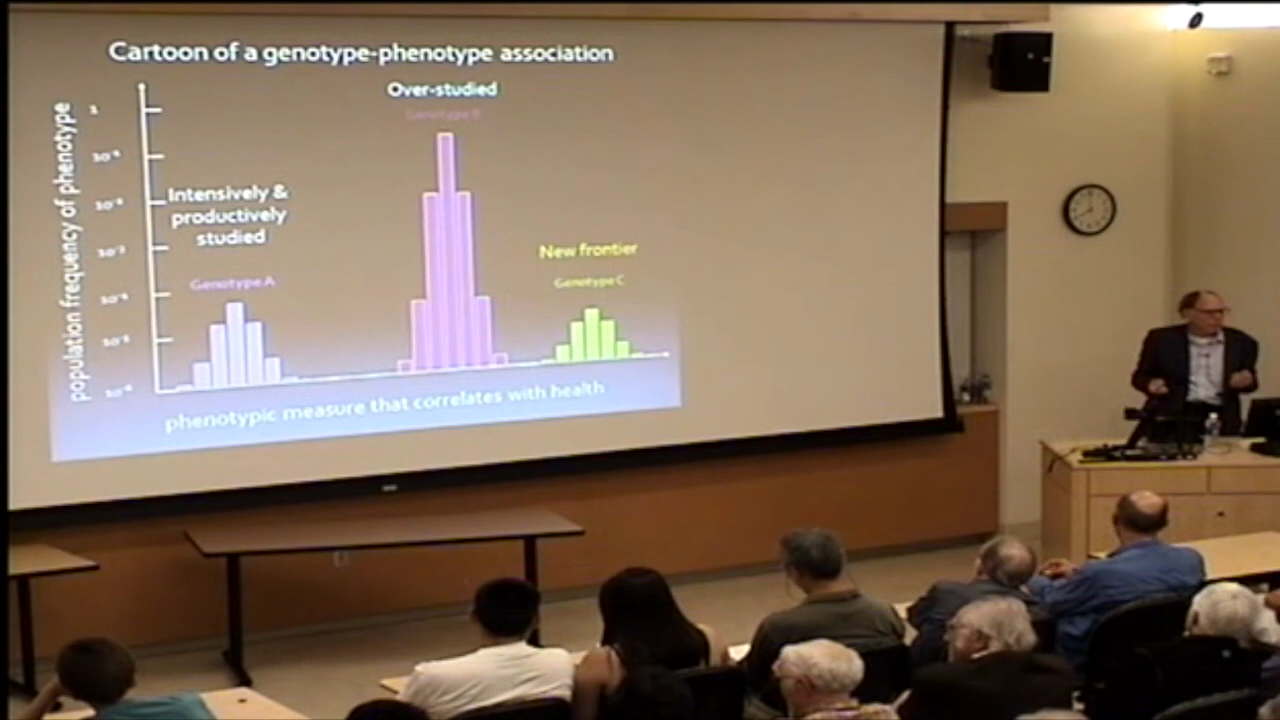 Cartoon of a genotype-phenotype association
Over-studied
Genotype B
population frequency of phenotype
1
Intensively &
productively
studied
Genotype A
New frontier
Genotype C
phenotypic measure that correlates with health